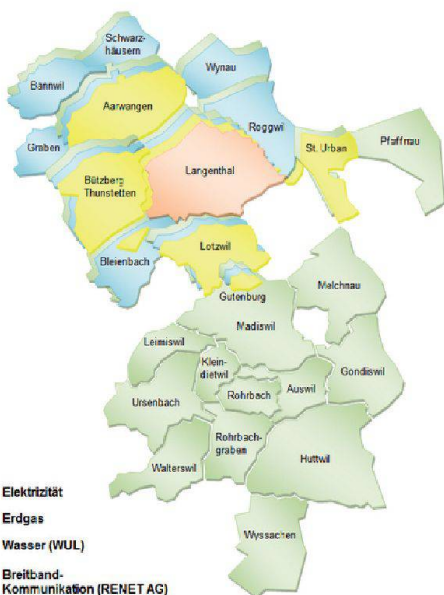 Schwarz-
häusern
Bannwil
Wynau
Aarwangen
Roggwil
Graben
St. Urban
Pfaffnau
Langenthal
Bützberg
Thunstetten
Lotzwil
Bleienbach
Melchnau
Gutenburg
Madiswil
Leimiswil
Klein-
dietwil
Gondiswil
Rohrbach
Auswil
Ursenbach
Rohrbach-
graben
Huttwil
Walterswil
Elektrizität
Erdgas
Wyssachen
Wasser (WUL)
Breitband-
Kommunikation (RENET AG)